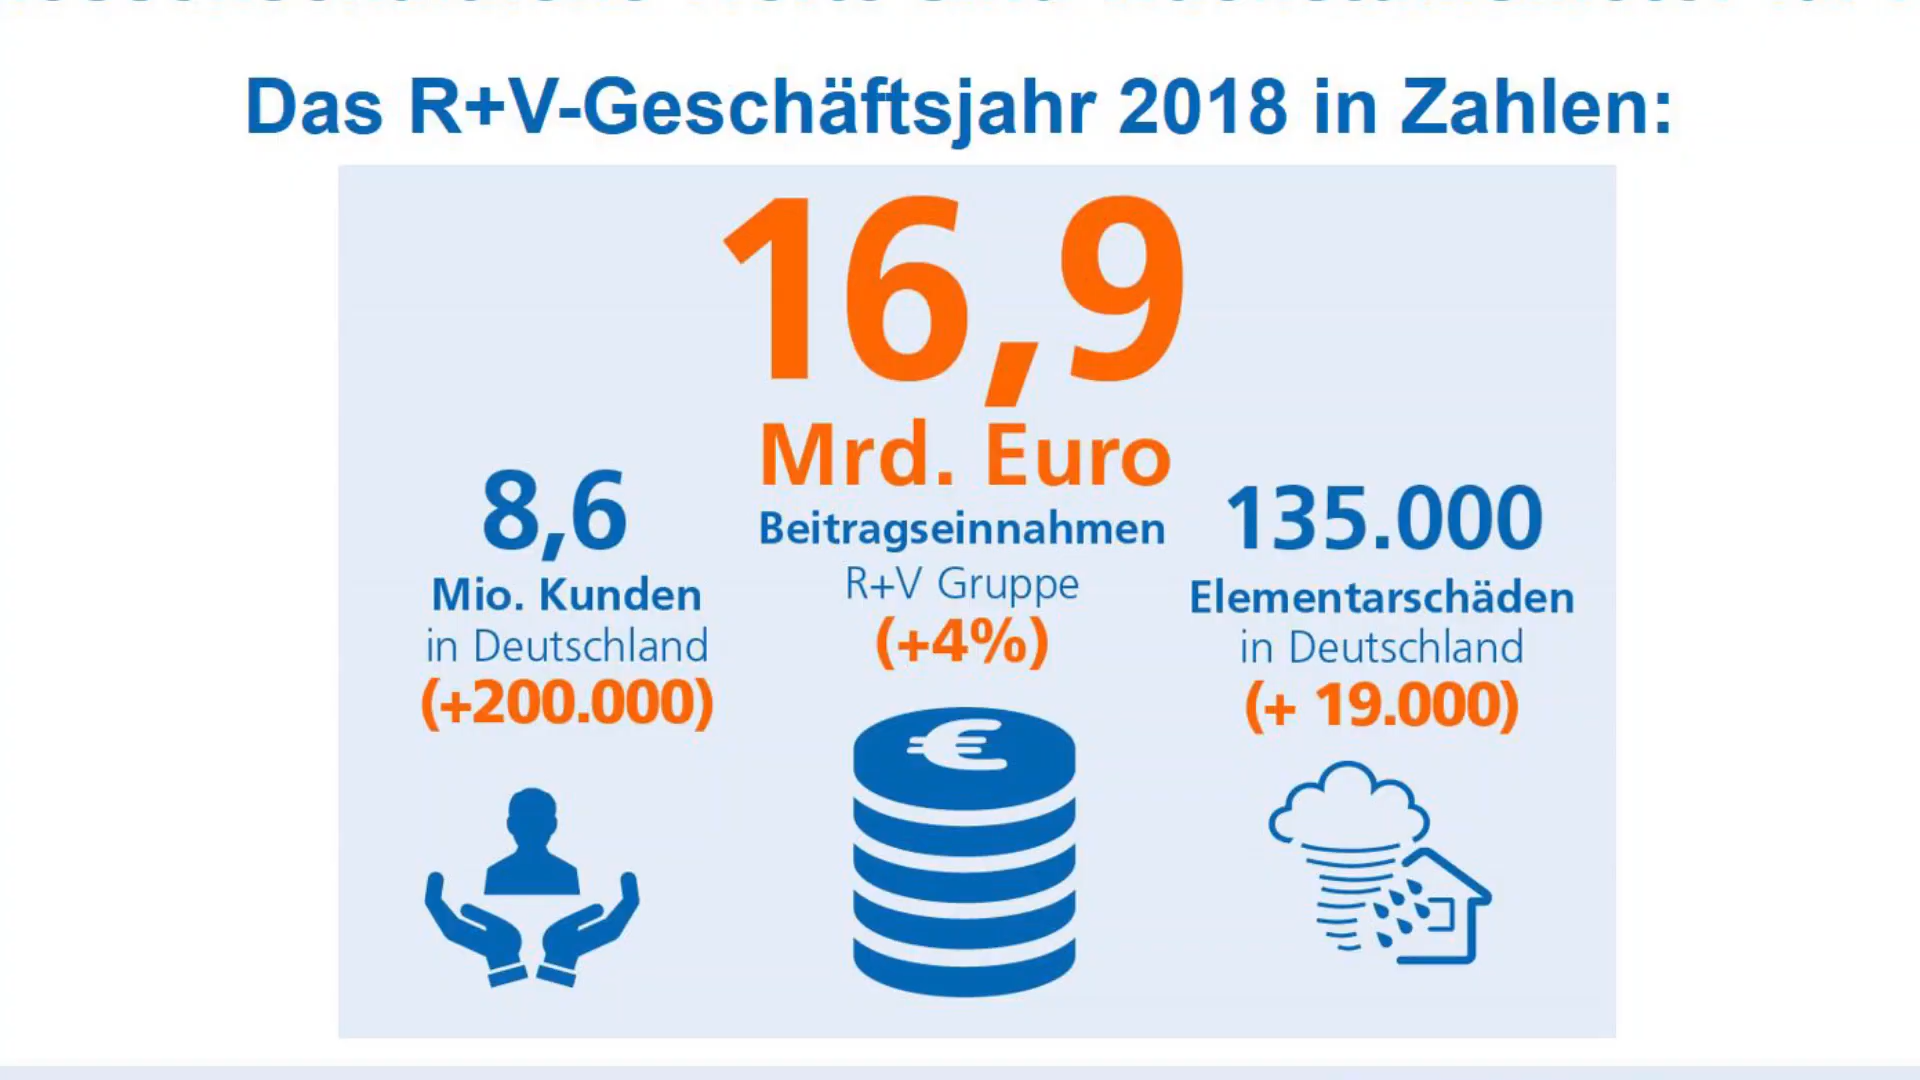 Das R+V-Geschäftsjahr 2018 in Zahlen:
16,9
Mrd. Euro
Beitragseinnahmen
R+V Gruppe
(+4%)
8,6
Mio. Kunden
in Deutschland
(+200.000)
135.000
Elementarschäden
in Deutschland
(+ 19.000)
€